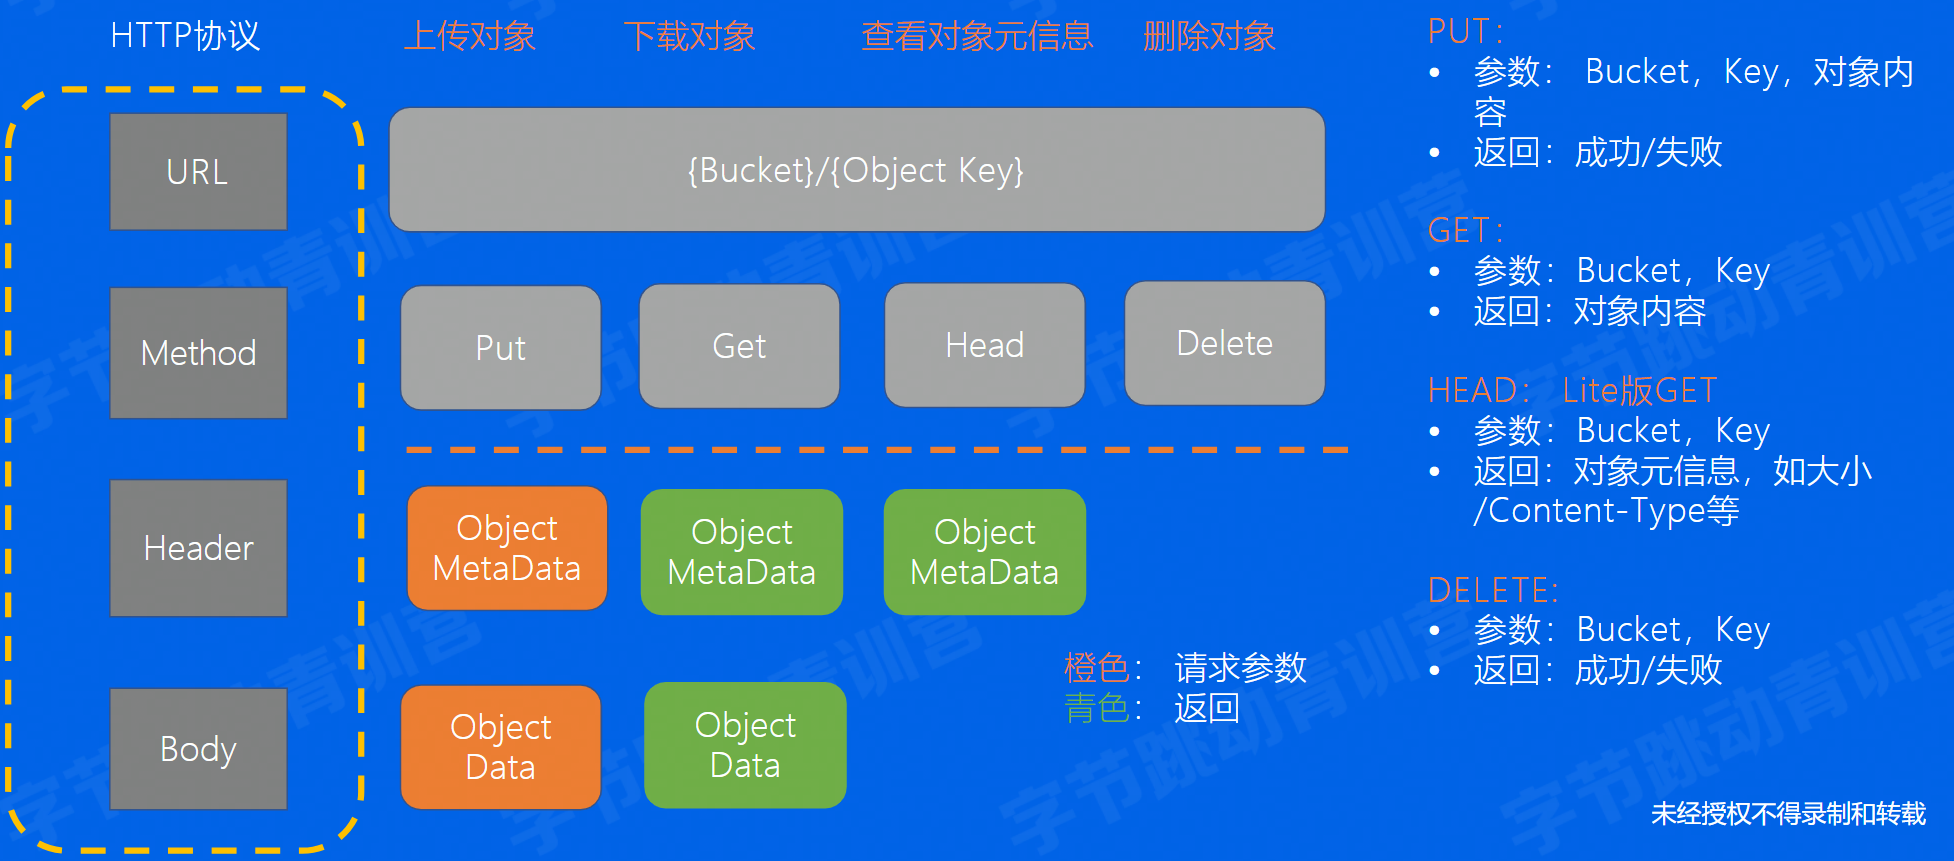 HTTP协议
上传对象
下载对象
查看对象元信息
删除对象
URL
{Bucket}/{Object Key}
Method
Put
Get
Head
Delete
Header
Object
MetaData
Object
MetaData
Object
MetaData
Body
Object
Data
Object
Data
橙色： 请求参数
青色： 返回
PUT：
• 参数： Bucket，Key，对象内
容
• 返回：成功/失败
GET：
• 参数：Bucket，Key
• 返回：对象内容
HEAD： Lite版GET
• 参数：Bucket，Key
• 返回：对象元信息，如大小
/Content-Type等
DELETE:
• 参数：Bucket，Key
• 返回：成功/失败
未经授权不得录制和转载
字节跳动青训营